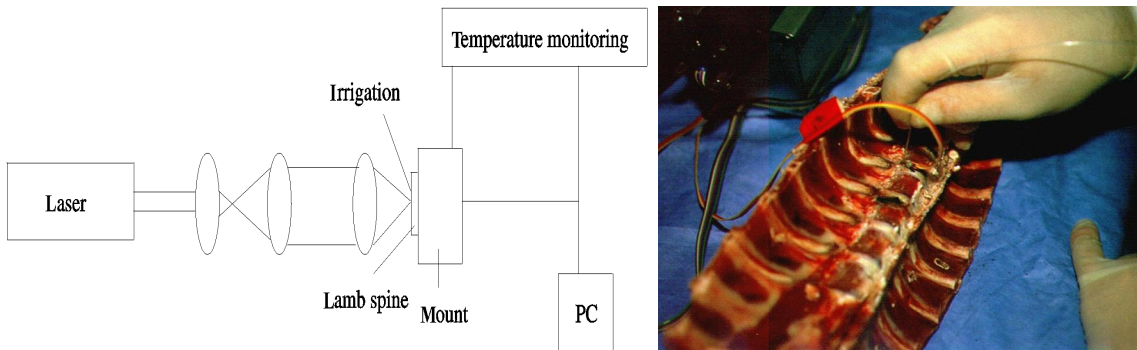 Temperature monitoring
Irrigation
Laser
Lamb spine
Mount
PC